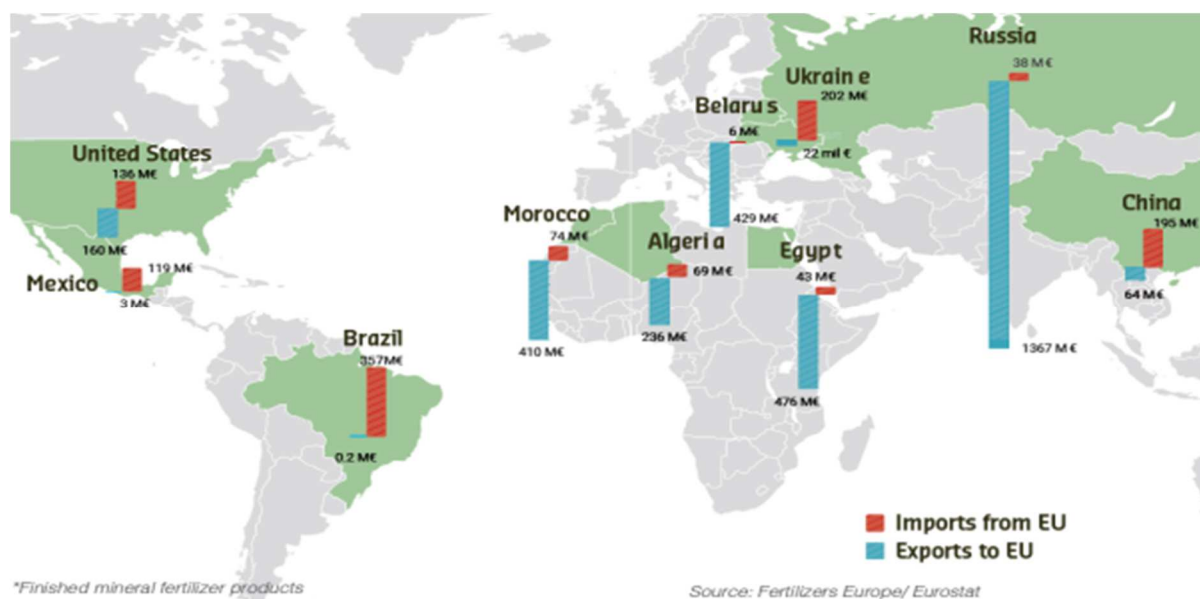 Russia
38 M€
Ukraine
202 M€
Belarus
6 M€
22 mil €
United States
136 M€
China
195 M€
Morocco
74 M€
429 M€
Algeria
69 M€
Egypt
43 M€
160 M€
119 M€
Mexico
3 M€
64 M€
236 M€
Brazil
357M€
410 M€
1367 M€
476 M€
0.2 M€
Imports from EU
Exports to EU
*Finished mineral fertilizer products
Source: Fertilizers Europe/ Eurostat